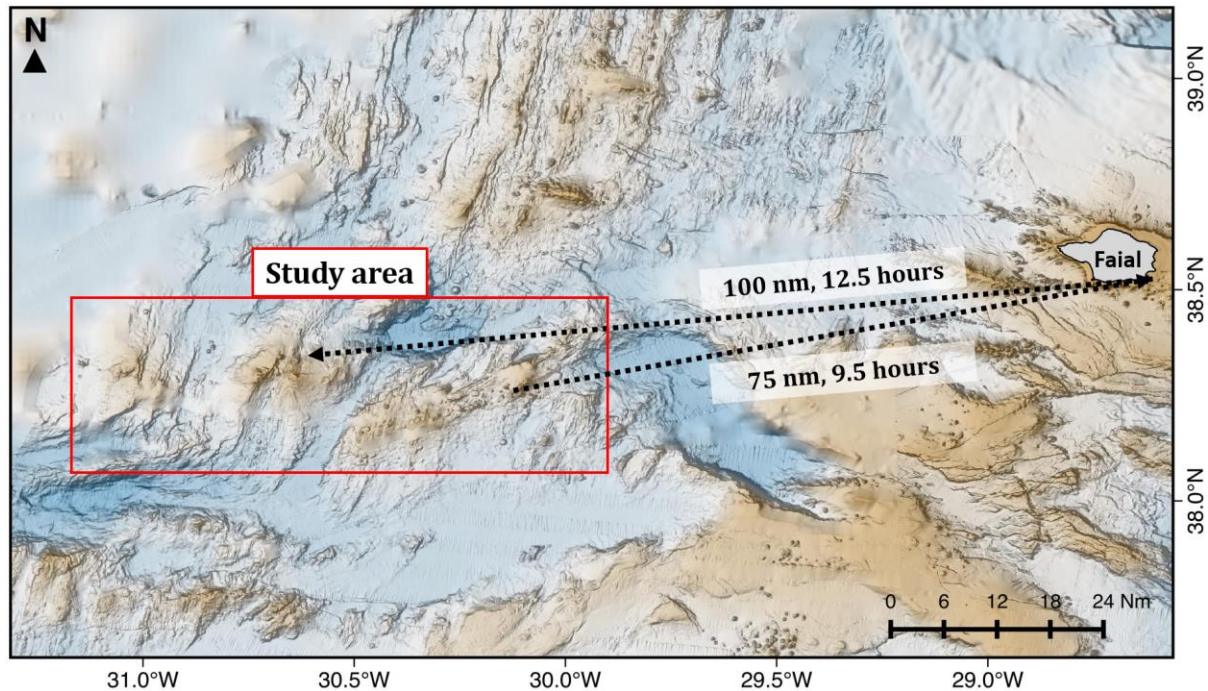 N
39.0°N
Study area
Faial
100 nm, 12.5 hours
38.5°N
75 nm, 9.5 hours
38.0°N
0 6 12 18 24 Nm
31.0°W 30.5°W 30.0°W 29.5°W 29.0°W